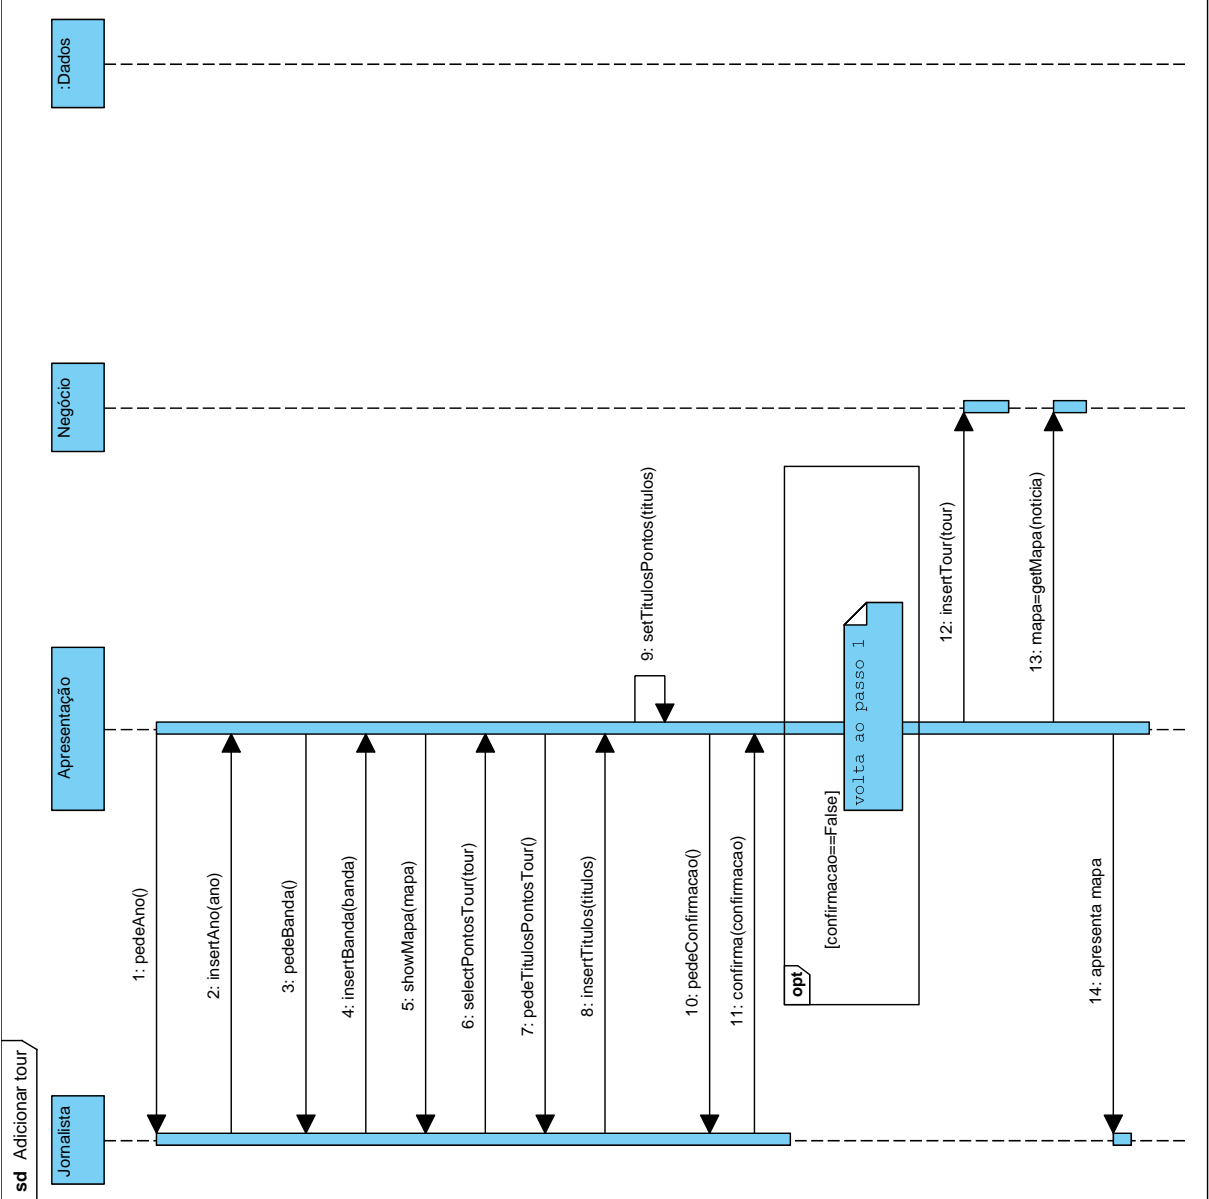 sd Adicionar tour
Jornalista
Apresentação
Negócio
:Dados
1: pedeAno()
2: insertAno(ano)
3: pedeBanda()
4: insertBanda(banda)
5: showMapa(mapa)
6: selectPontosTour(tour)
7: pedeTitulosPontosTour()
8: insertTitulos(titulos)
9: setTitulosPontos(titulos)
10: pedeConfirmacao()
11: confirma(confirmacao)
opt
[confirmacao==False]
volta ao passo 1
12: insertTour(tour)
13: mapa=getMapa(noticia)
14: apresenta mapa